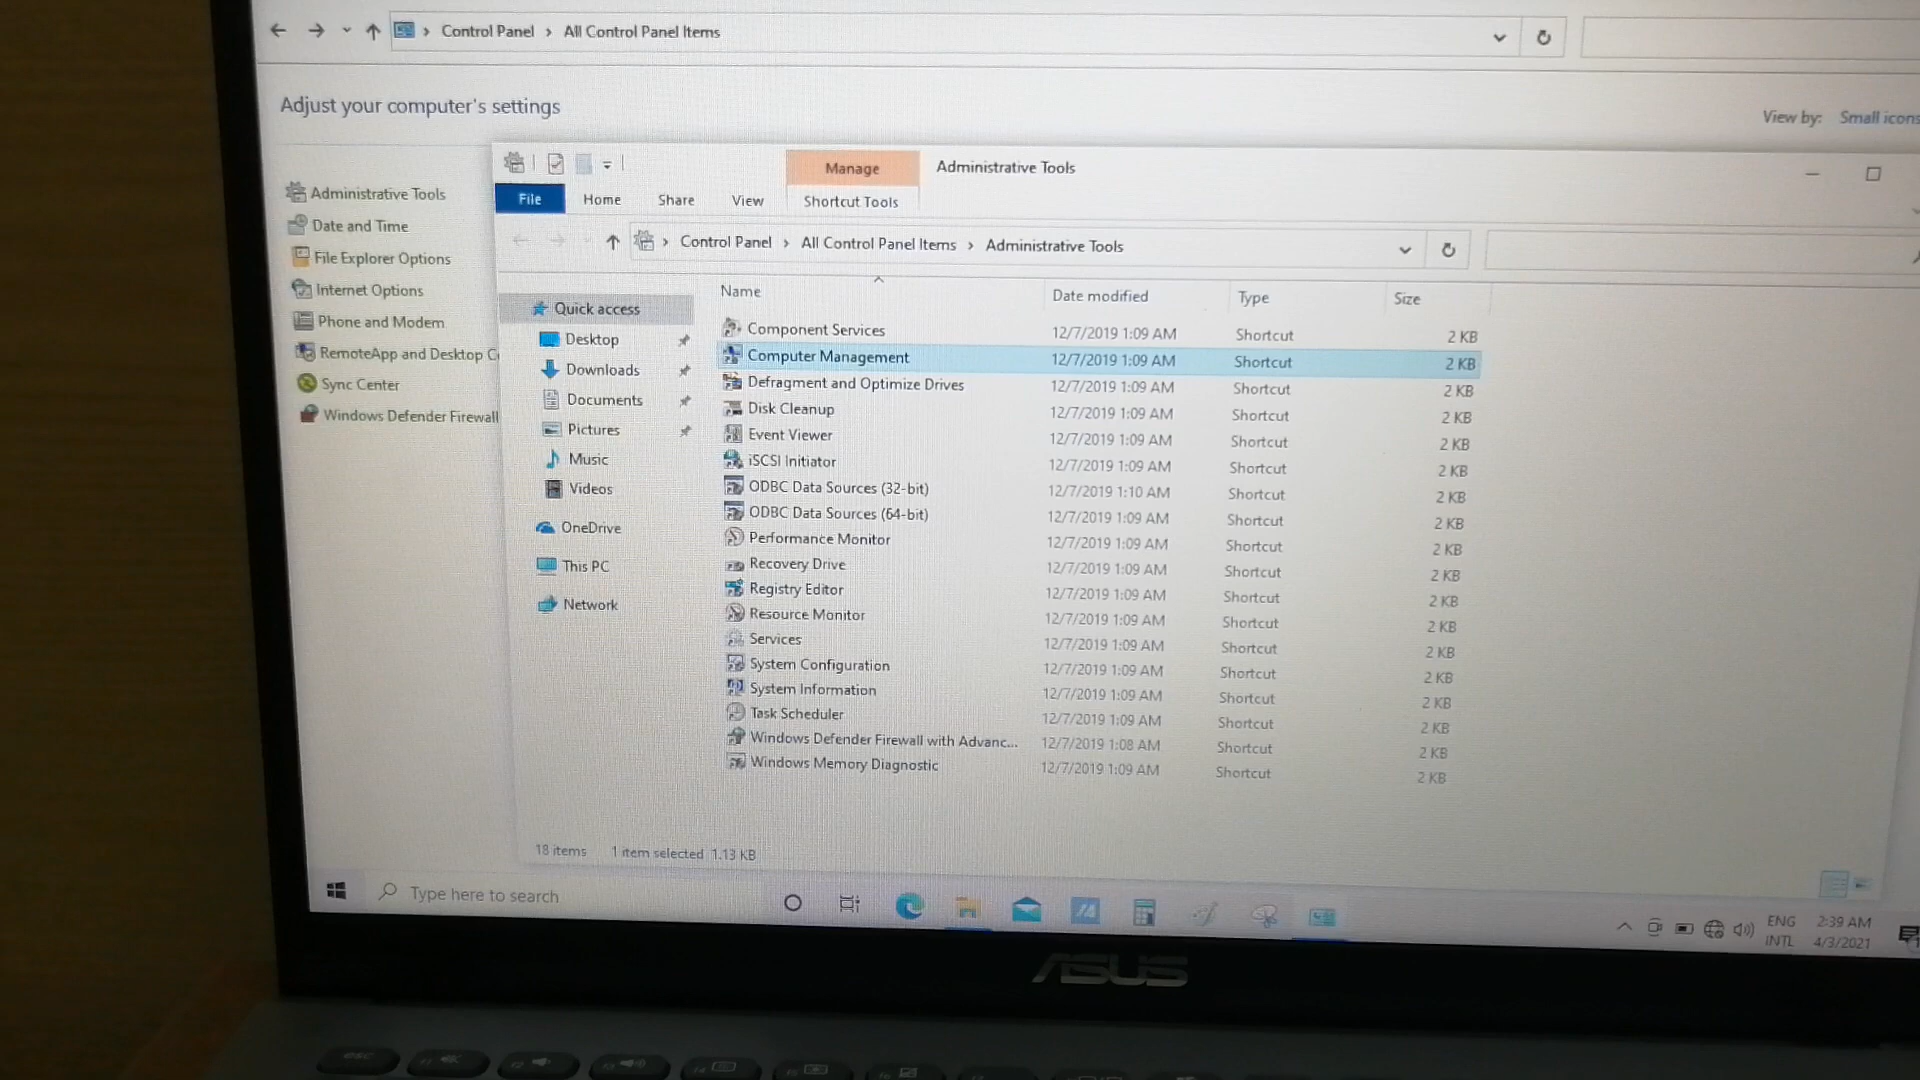 Control Panel > All Control Panel Items
Adjust your computer's settings
View by: Small icons
Administrative Tools
Date and Time
File Explorer Options
Internet Options
Phone and Modem
RemoteApp and Desktop C
Sync Center
Windows Defender Firewall
Manage Administrative Tools
File Home Share View Shortcut Tools
Control Panel > All Control Panel Items > Administrative Tools
Quick access
Desktop
Downloads
Documents
Pictures
Music
Videos
OneDrive
This PC
Network
Name Date modified Type Size
Component Services 12/7/2019 1:09 AM Shortcut 2 KB
Computer Management 12/7/2019 1:09 AM Shortcut 2 KB
Defragment and Optimize Drives 12/7/2019 1:09 AM Shortcut 2 KB
Disk Cleanup 12/7/2019 1:09 AM Shortcut 2 KB
Event Viewer 12/7/2019 1:09 AM Shortcut 2 KB
iSCSI Initiator 12/7/2019 1:09 AM Shortcut 2 KB
ODBC Data Sources (32-bit) 12/7/2019 1:10 AM Shortcut 2 KB
ODBC Data Sources (64-bit) 12/7/2019 1:09 AM Shortcut 2 KB
Performance Monitor 12/7/2019 1:09 AM Shortcut 2 KB
Recovery Drive 12/7/2019 1:09 AM Shortcut 2 KB
Registry Editor 12/7/2019 1:09 AM Shortcut 2 KB
Resource Monitor 12/7/2019 1:09 AM Shortcut 2 KB
Services 12/7/2019 1:09 AM Shortcut 2 KB
System Configuration 12/7/2019 1:09 AM Shortcut 2 KB
System Information 12/7/2019 1:09 AM Shortcut 2 KB
Task Scheduler 12/7/2019 1:09 AM Shortcut 2 KB
Windows Defender Firewall with Advanc... 12/7/2019 1:08 AM Shortcut 2 KB
Windows Memory Diagnostic 12/7/2019 1:09 AM Shortcut 2 KB
18 items 1 item selected 1.13 KB
Type here to search
ENG
INTL
2:39 AM
4/3/2021
ASUS
esc